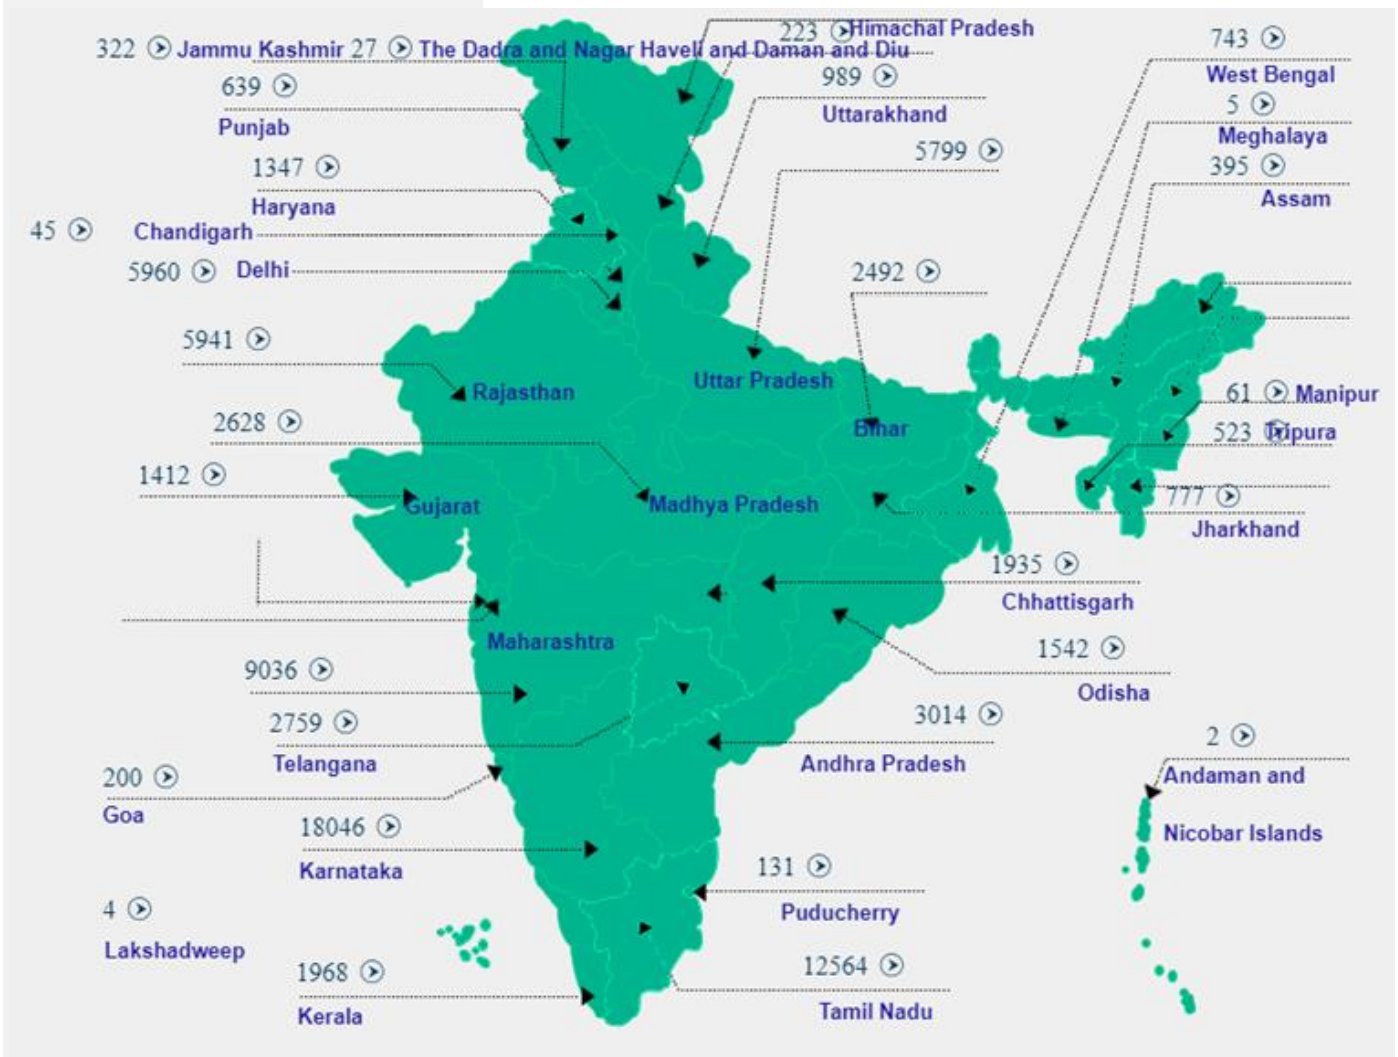 223 Himachal Pradesh
322 Jammu Kashmir 27 The Dadra and Nagar Haveli and Daman and Diu
743
West Bengal
639
Punjab
989
Uttarakhand
5
Meghalaya
5799
1347
Haryana
395
Assam
45 Chandigarh
5960 Delhi
2492
5941
Rajasthan
Uttar Pradesh
61 Manipur
2628
Bihar
523 Tripura
1412
Gujarat
Madhya Pradesh
777
Jharkhand
1935
Chhattisgarh
Maharashtra
1542
Odisha
9036
2759
Telangana
3014
Andhra Pradesh
2
Andaman and
Nicobar Islands
200
Goa
18046
Karnataka
131
Puducherry
4
Lakshadweep
1968
Kerala
12564
Tamil Nadu